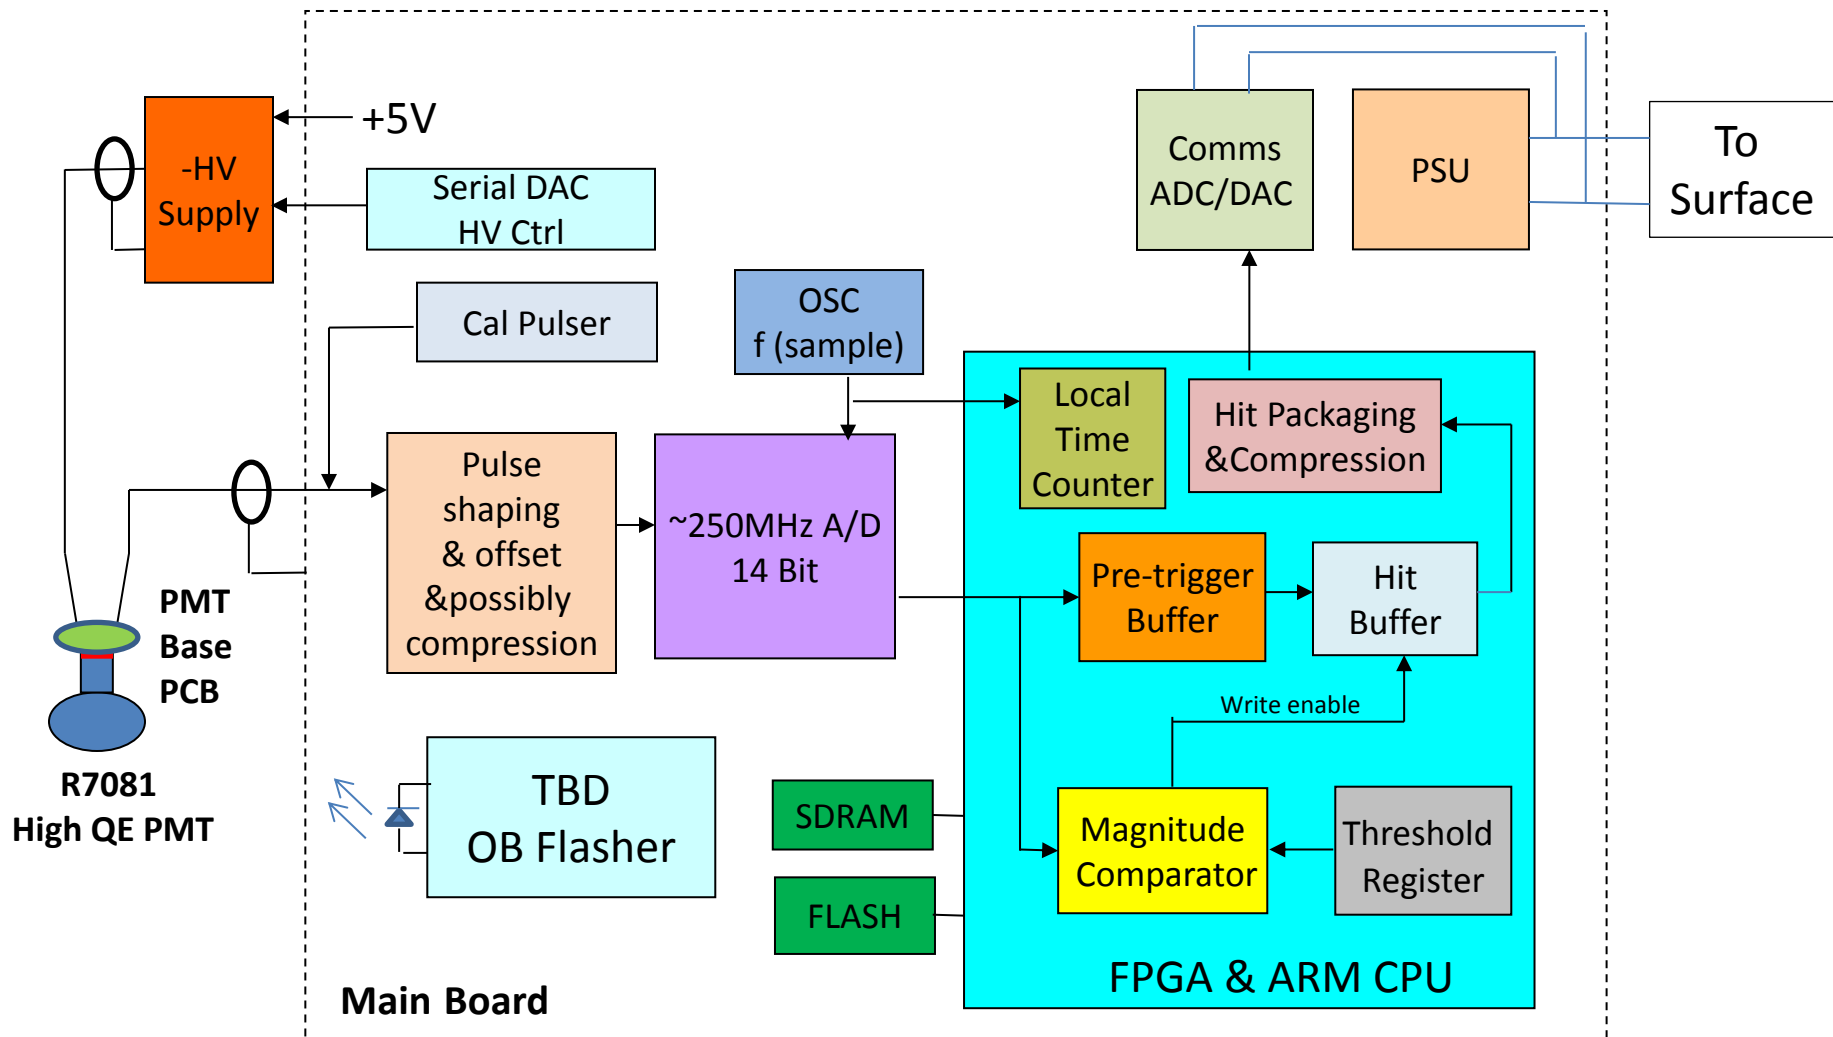 +5V
-HV
Supply
Serial DAC
HV Ctrl
Comms
ADC/DAC
PSU
To
Surface
Cal Pulser
OSC
f (sample)
Local
Time
Counter
Hit Packaging
&Compression
Pulse
shaping
& offset
&possibly
compression
~250MHz A/D
14 Bit
Pre-trigger
Buffer
Hit
Buffer
PMT
Base
PCB
Write enable
R7081
High QE PMT
TBD
OB Flasher
SDRAM
FLASH
Magnitude
Comparator
Threshold
Register
FPGA & ARM CPU
Main Board